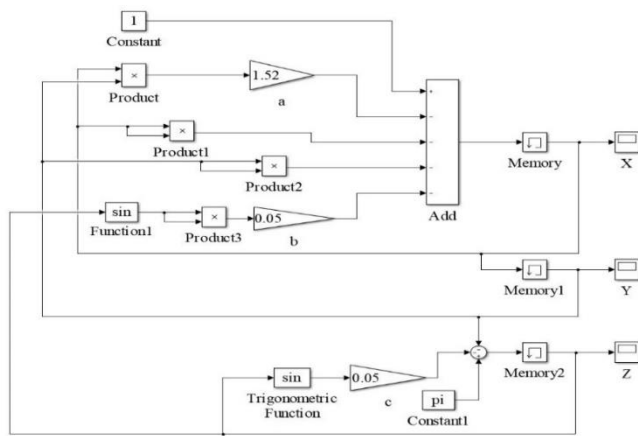 1
Constant
×
Product
1.52
a
×
Product1
×
Product2
sin
Function1
×
Product3
0.05
b
+
−
−
−
−
Add
Memory
X
Memory1
Y
sin
Trigonometric
Function
0.05
c
pi
Constant1
Memory2
Z